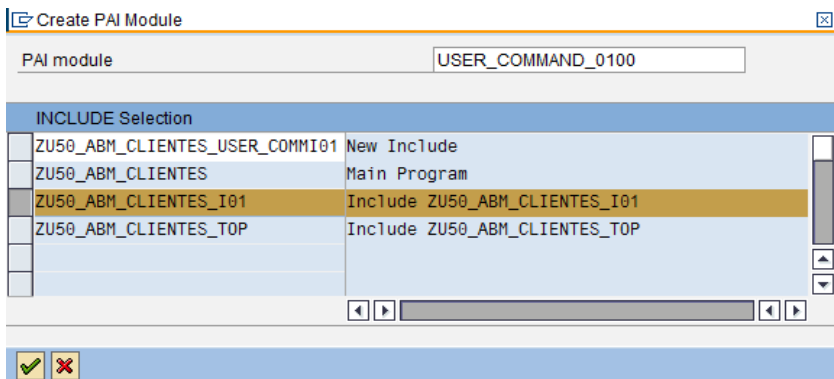 Create PAI Module
PAI module USER_COMMAND_0100
INCLUDE Selection
ZU50_ABM_CLIENTES_USER_COMMI01 New Include
ZU50_ABM_CLIENTES Main Program
ZU50_ABM_CLIENTES_I01 Include ZU50_ABM_CLIENTES_I01
ZU50_ABM_CLIENTES_TOP Include ZU50_ABM_CLIENTES_TOP